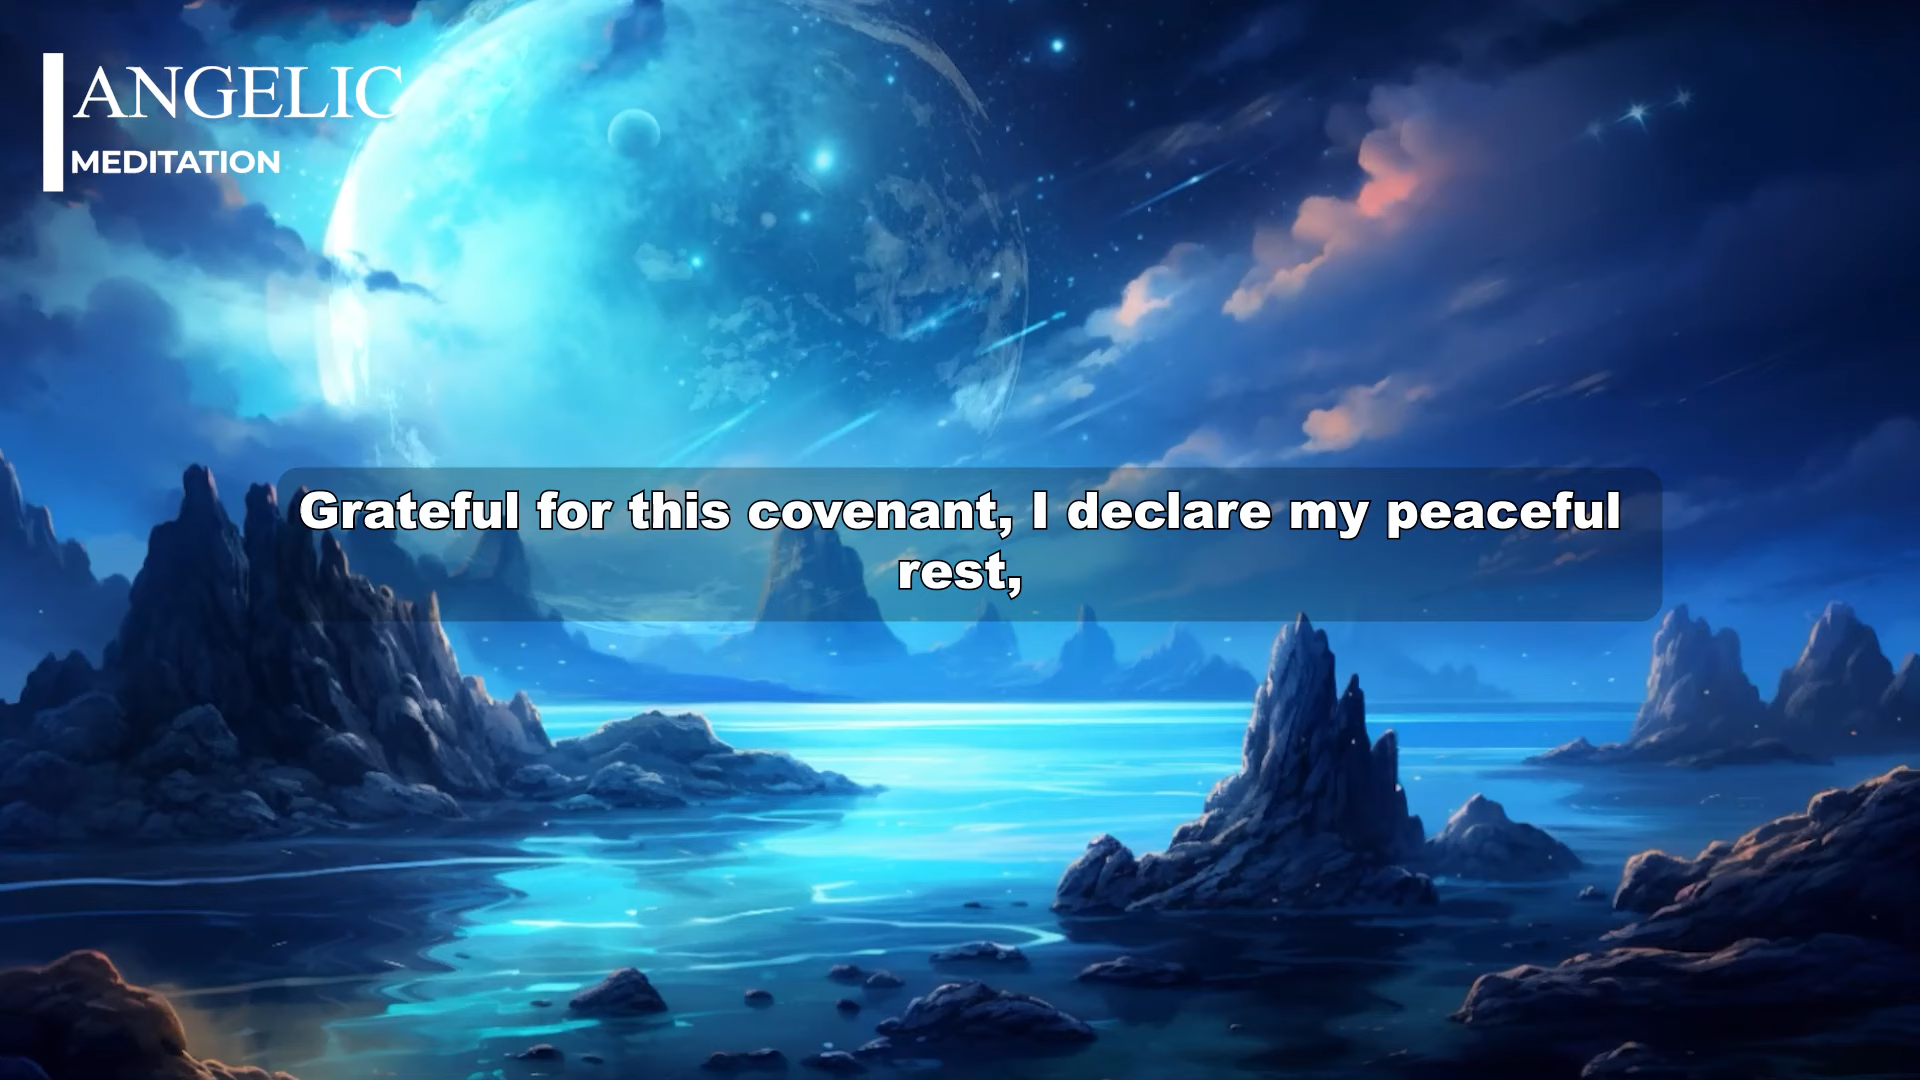 ANGELIC
MEDITATION
Grateful for this covenant, I declare my peaceful
rest,